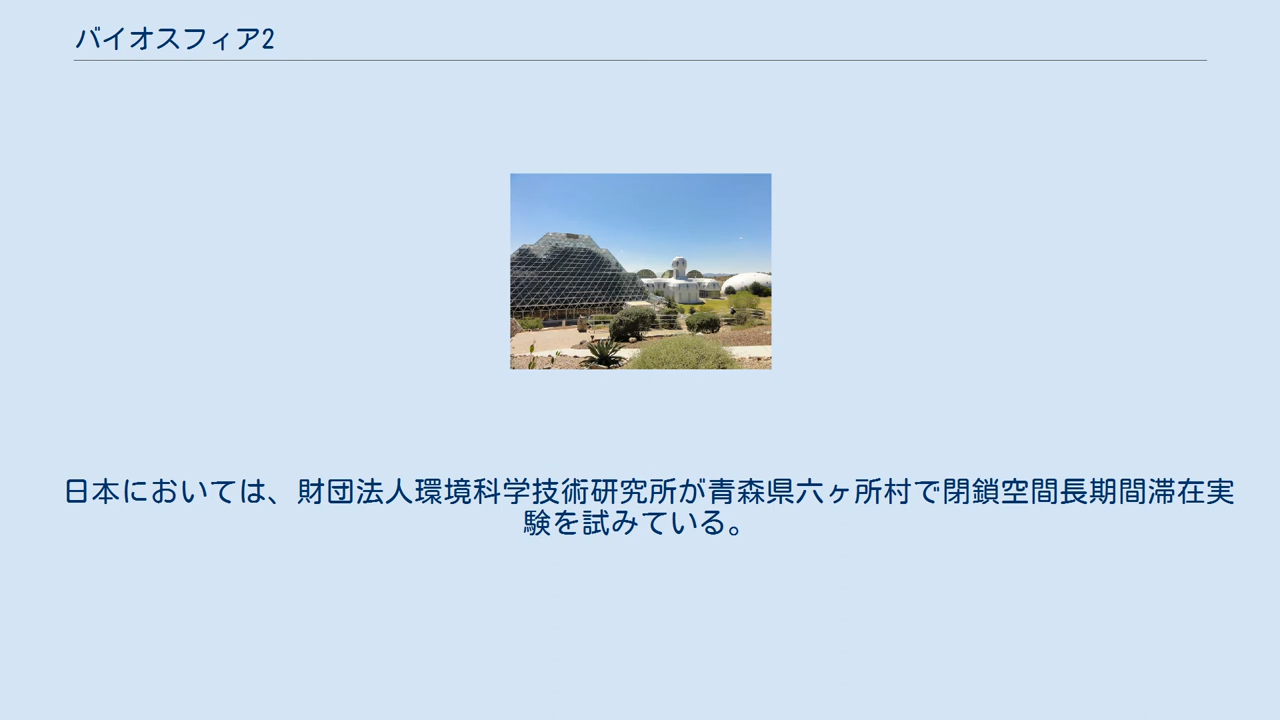 バイオスフィア2
日本においては、財団法人環境科学技術研究所が青森県六ヶ所村で閉鎖空間長期間滞在実
験を試みている。